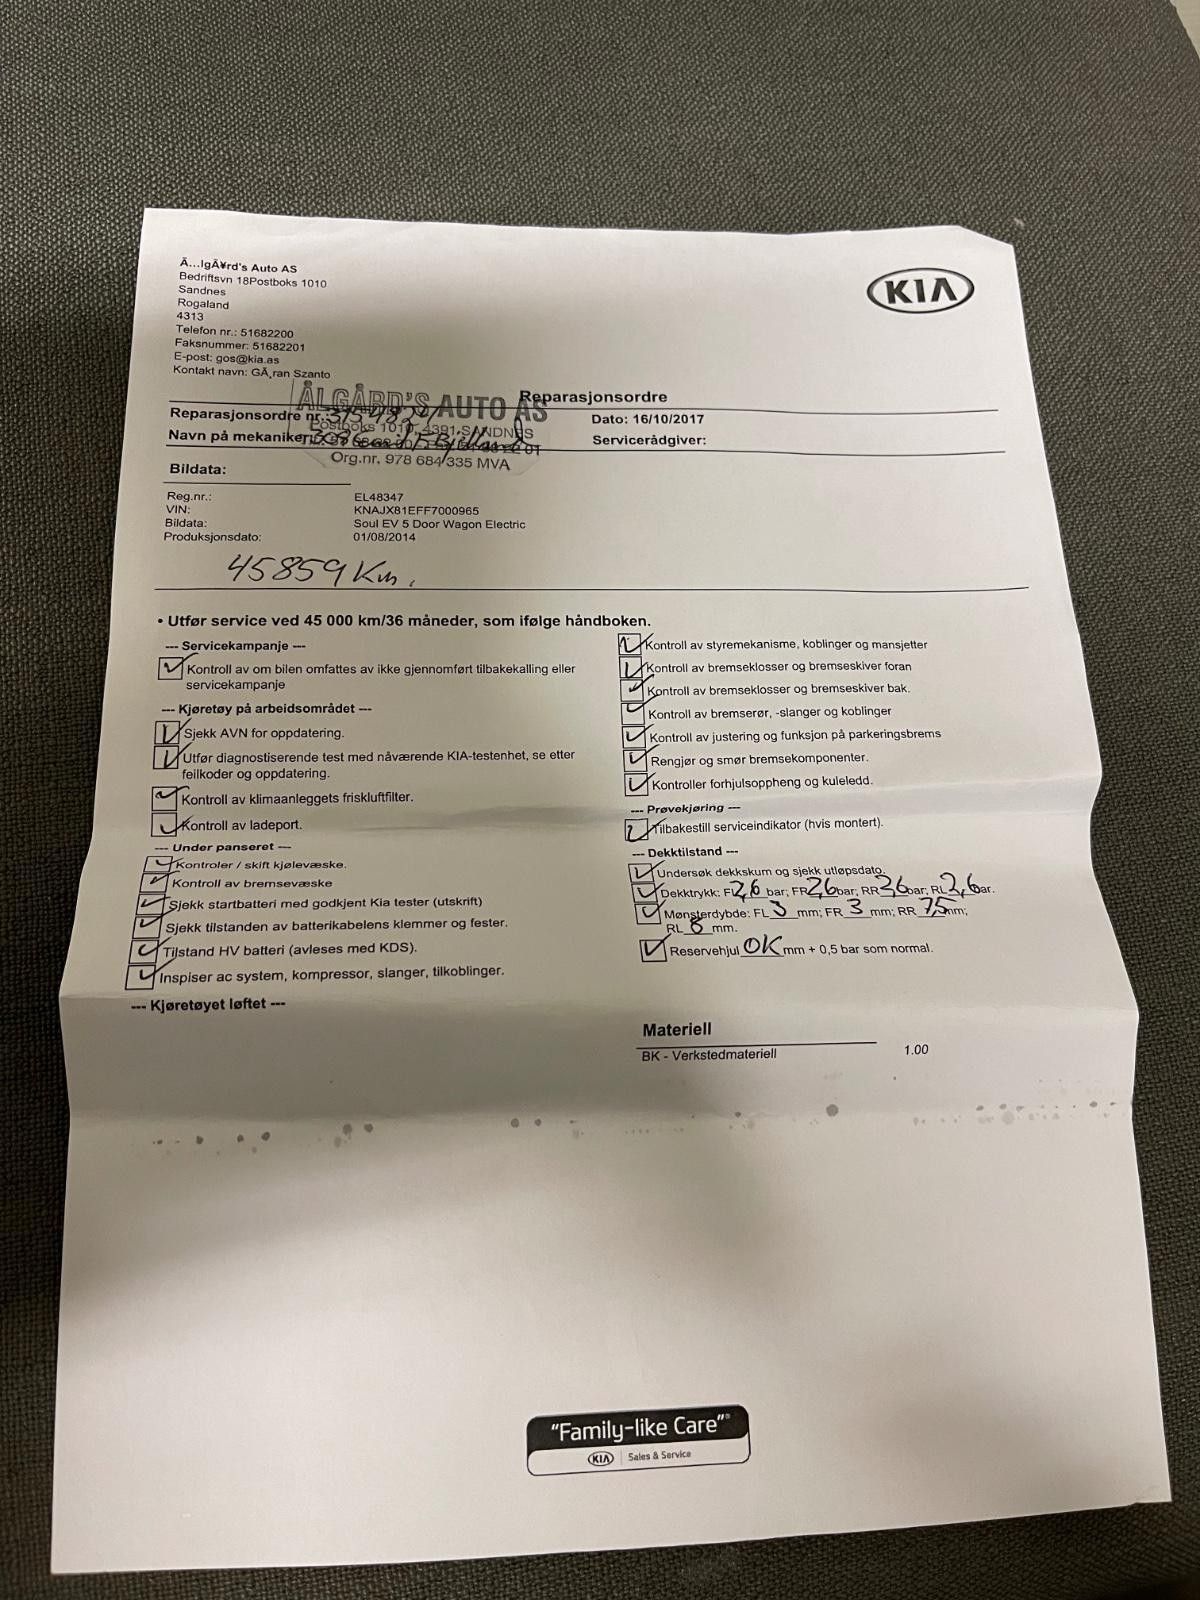 Ã…lgÃ¥rd's Auto AS
Bedriftsvn 18Postboks 1010
Sandnes
Rogaland
4313
Telefon nr.: 51682200
Faksnummer: 51682201
E-post: gos@kia.as
Kontakt navn: GÃ¸ran Szanto
KIA
Reparasjonsordre
ÅLGÅRD'S AUTO AS
Postboks 1010, 4391 SANDNES
Org.nr. 978 684 335 MVA
Reparasjonsordre nr.:
Dato: 16/10/2017
Navn på mekaniker:
Servicerådgiver:
Bildata:
Reg.nr.: EL48347
VIN: KNAJX81EFF7000965
Bildata: Soul EV 5 Door Wagon Electric
Produksjonsdato: 01/08/2014
45859 Km.
• Utfør service ved 45 000 km/36 måneder, som ifølge håndboken.
--- Servicekampanje ---
Kontroll av om bilen omfattes av ikke gjennomført tilbakekalling eller
servicekampanje
--- Kjøretøy på arbeidsområdet ---
Sjekk AVN for oppdatering.
Utfør diagnostiserende test med nåværende KIA-testenhet, se etter
feilkoder og oppdatering.
Kontroll av klimaanleggets friskluftfilter.
Kontroll av ladeport.
--- Under panseret ---
Kontroler / skift kjølevæske.
Kontroll av bremsevæske
Sjekk startbatteri med godkjent Kia tester (utskrift)
Sjekk tilstanden av batterikabelens klemmer og fester.
Tilstand HV batteri (avleses med KDS).
Inspiser ac system, kompressor, slanger, tilkoblinger.
--- Kjøretøyet løftet ---
Kontroll av styremekanisme, koblinger og mansjetter
Kontroll av bremseklosser og bremseskiver foran
Kontroll av bremseklosser og bremseskiver bak.
Kontroll av bremserør, -slanger og koblinger
Kontroll av justering og funksjon på parkeringsbrems
Rengjør og smør bremsekomponenter.
Kontroller forhjulsoppheng og kuleledd.
--- Prøvekjøring ---
Tilbakestill serviceindikator (hvis montert).
--- Dekktilstand ---
Undersøk dekkskum og sjekk utløpsdato.
Dekktrykk: FL 2,6 bar; FR 2,6 bar, RR 2,6 bar, RL 2,6 bar.
Mønsterdybde: FL 3 mm; FR 3 mm; RR 7,5 mm;
RL 8 mm.
Reservehjul OK mm + 0,5 bar som normal.
Materiell
BK - Verkstedmateriell 1.00
"Family-like Care"
KIA Sales & Service